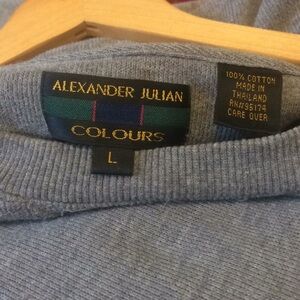 ALEXANDER JULIAN
COLOURS
L
100% COTTON
MADE IN
THAILAND
RN#95174
CARE OVER